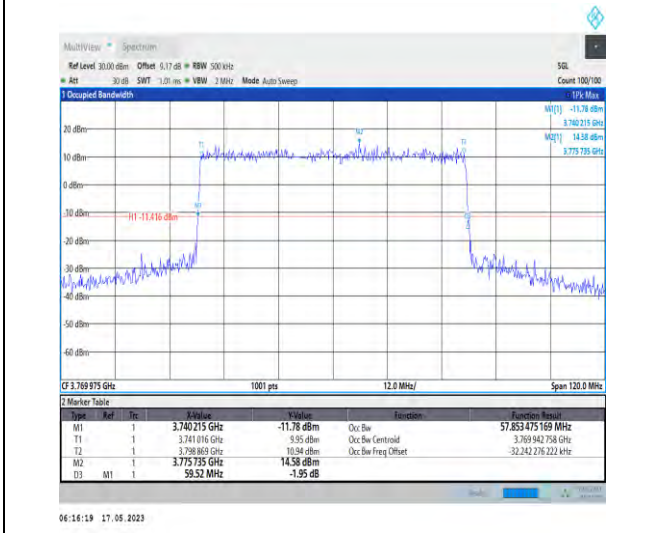 MultiView Spectrum
Ref Level 30.00 dBm Offset 9.17 dB RBW 500 kHz SGL
Att 30 dB SWT 1.01 ms VBW 2 MHz Mode Auto Sweep Count 100/100
1 Occupied Bandwidth 1Pk Max
M1[1] -11.78 dBm
3.740 215 GHz
20 dBm
M2[1] 14.58 dBm
3.775 735 GHz
M2
T1
10 dBm
0 dBm
-10 dBm
H1 -11.416 dBm
-20 dBm
-30 dBm
-40 dBm
-50 dBm
-60 dBm
CF 3.769 975 GHz 1001 pts 12.0 MHz/ Span 120.0 MHz
2 Marker Table
Type Ref Trc X-Value Y-Value Function Function Result
M1 1 3.740 215 GHz -11.78 dBm Occ Bw 57.853 475 169 MHz
T1 1 3.741 016 GHz 9.95 dBm Occ Bw Centroid 3.769 942 758 GHz
T2 1 3.798 869 GHz 10.94 dBm Occ Bw Freq Offset -32.242 276 222 kHz
M2 1 3.775 735 GHz 14.58 dBm
D3 M1 1 59.52 MHz -1.95 dB
06:16:19 17.05.2023